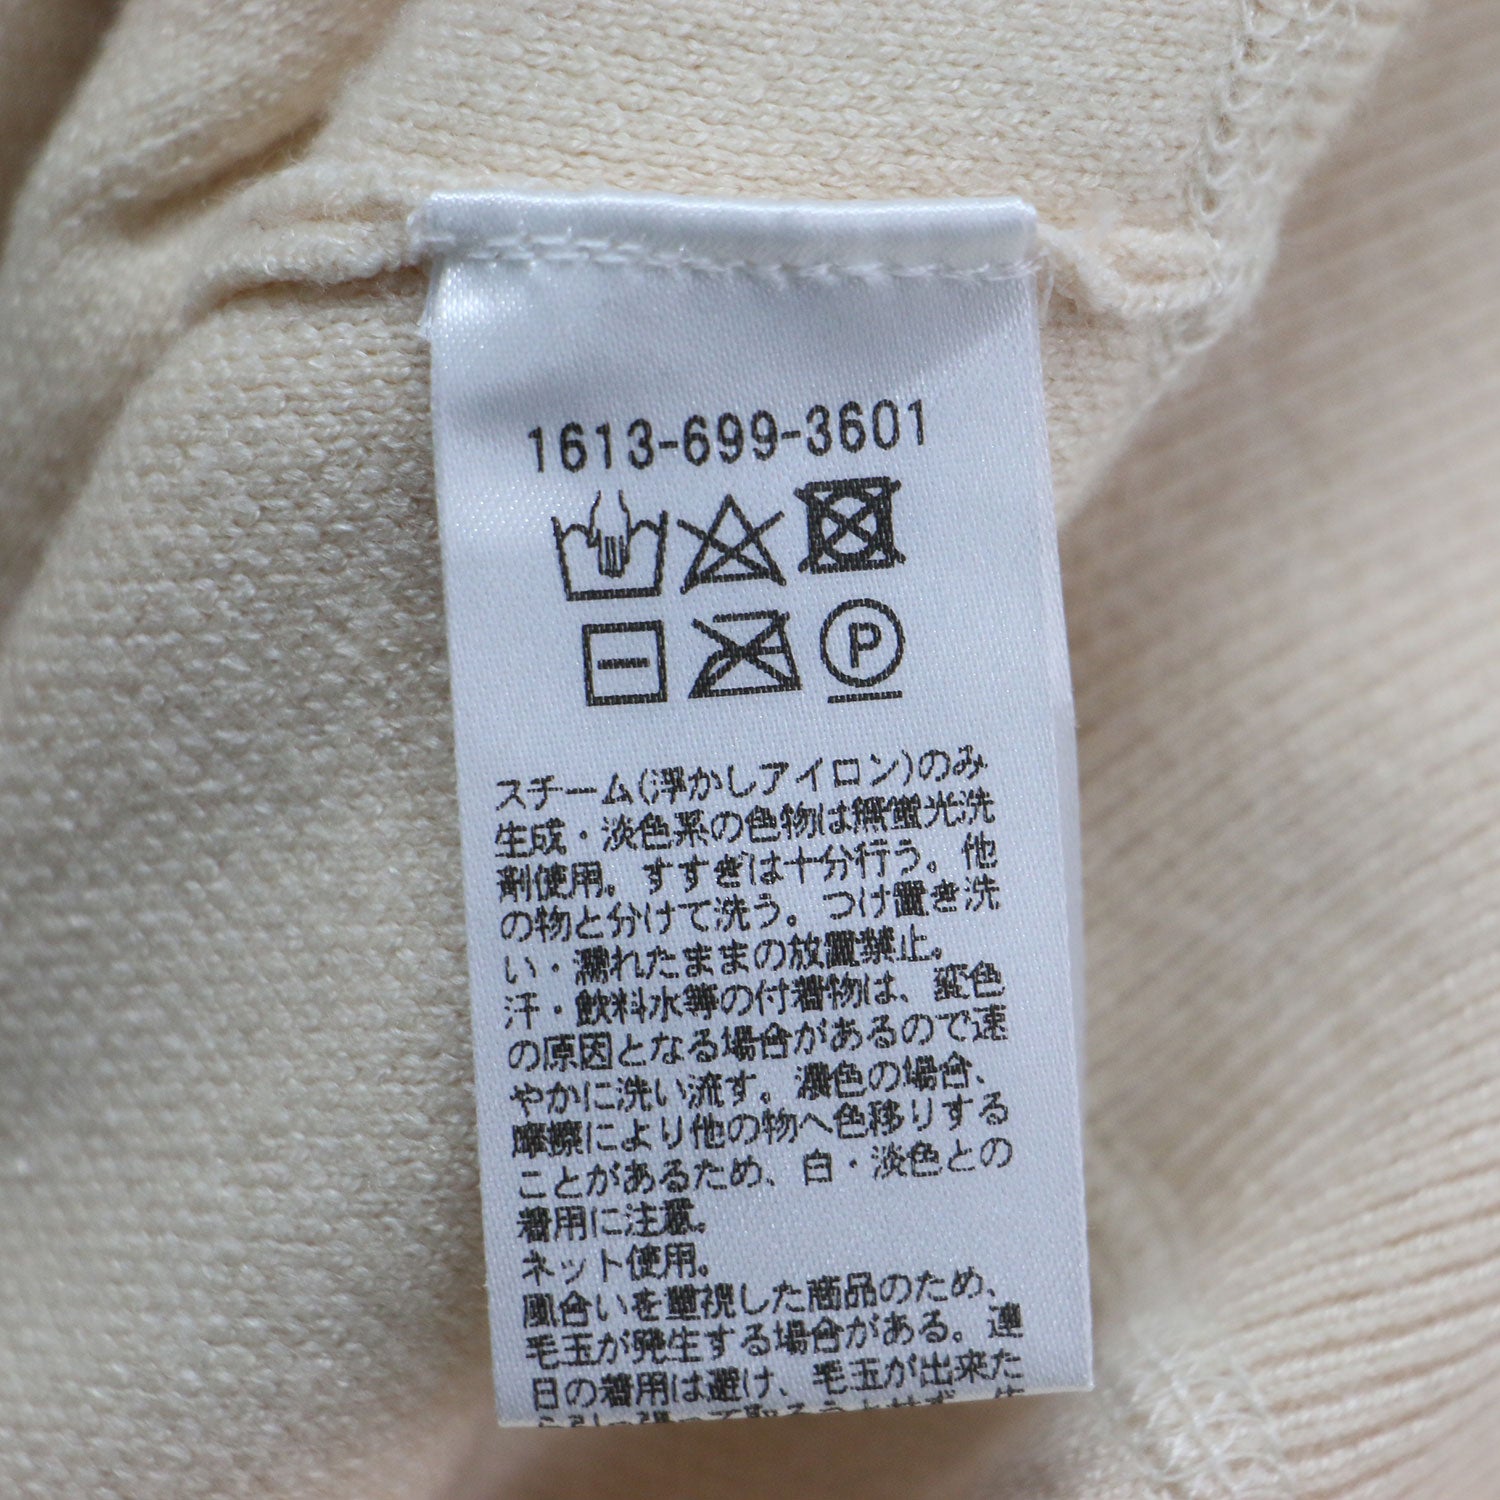 1613-699-3601
P
スチーム(浮かしアイロン)のみ
生成・淡色系の色物は無蛍光洗
剤使用。すすぎは十分行う。他
の物と分けて洗う。つけ置き洗
い・濡れたままの放置禁止。
汗・飲料水等の付着物は、変色
の原因となる場合があるので速
やかに洗い流す。濃色の場合、
摩擦により他の物へ色移りする
ことがあるため、白・淡色との
着用に注意。
ネット使用。
風合いを重視した商品のため、
毛玉が発生する場合がある。連
日の着用は避け、毛玉が出来た